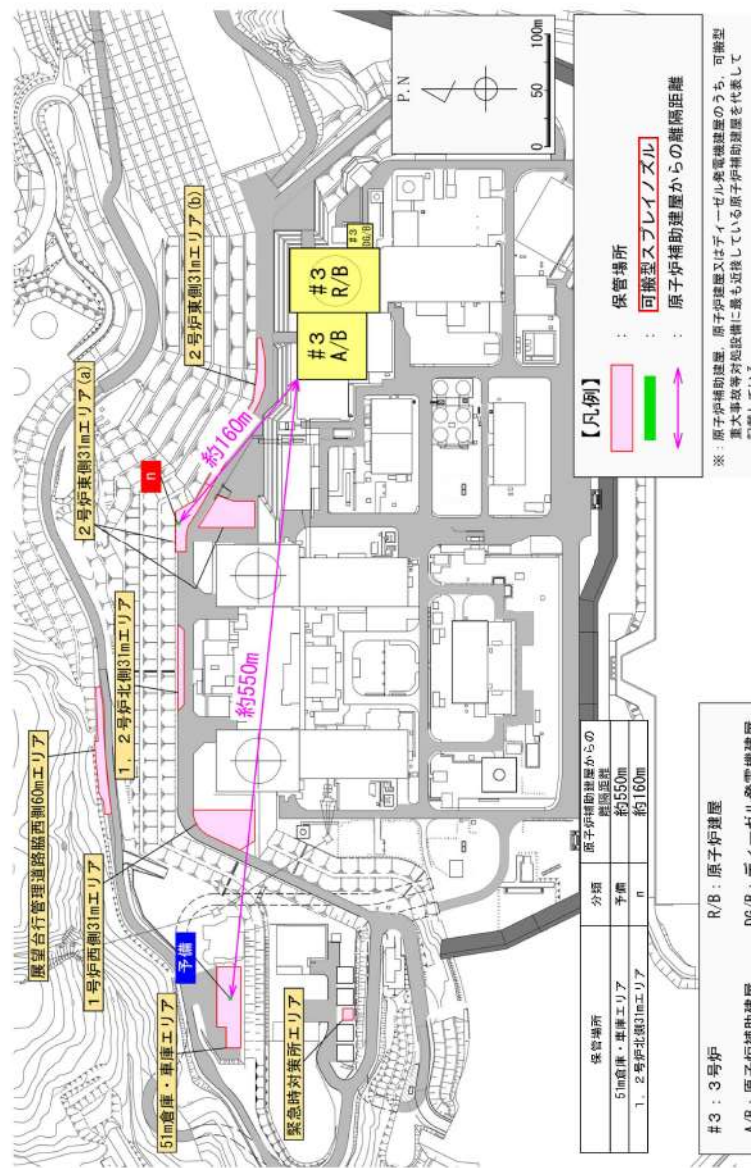 展望台行管理道路脇西側60mエリア
1号炉西側31mエリア
51m倉庫・車庫エリア
緊急時対策所エリア
予備
1，2号炉北側31mエリア
2号炉東側31mエリア(a)
n
2号炉東側31mエリア(b)
約160m
約550m
#3
A/B
#3
R/B
#3
DG/B
P.N
0 50 100m
【凡例】
： 保管場所
： 可搬型スプレイノズル
： 原子炉補助建屋からの離隔距離
※：原子炉補助建屋，原子炉建屋又はディーゼル発電機建屋のうち，可搬型
重大事故等対処設備に最も近接している原子炉補助建屋を代表して
保管場所 分類 原子炉補助建屋からの
離隔距離
51m倉庫・車庫エリア 予備 約550m
1，2号炉北側31mエリア n 約160m
#3：3号炉 R/B：原子炉建屋
A/B：原子炉補助建屋 DG/B：ディーゼル発電機建屋